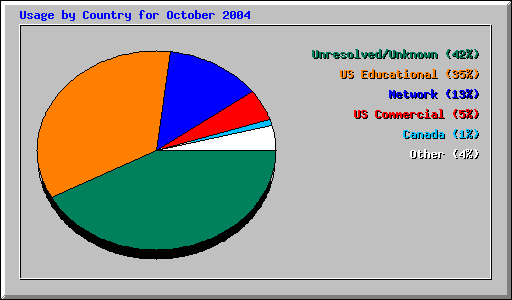 Usage by Country for October 2004
Unresolved/Unknown (42%)
US Educational (35%)
Network (13%)
US Commercial (5%)
Canada (1%)
Other (4%)